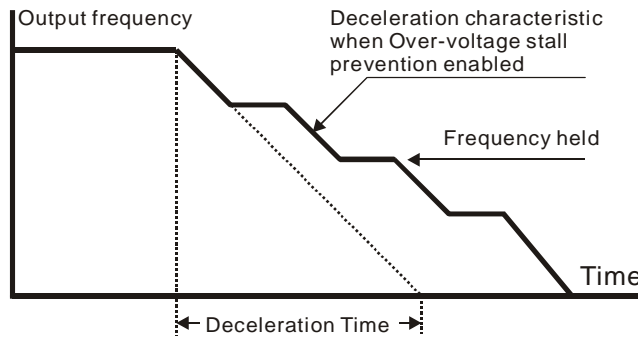 Output frequency
Deceleration characteristic
when Over-voltage stall
prevention enabled
Frequency held
Time
Deceleration Time